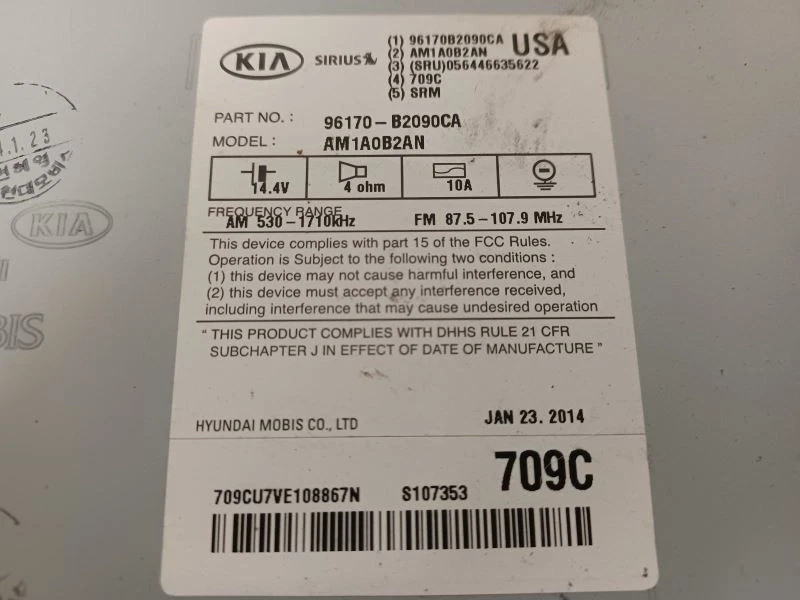 KIA SIRIUS
(1) 96170B2090CA USA
(2) AM1A0B2AN
(3) (SRU)056446635622
(4) 709C
(5) SRM
PART NO. : 96170-B2090CA
MODEL : AM1A0B2AN
14.4V 4 ohm 10A
FREQUENCY RANGE
AM 530-1710kHz FM 87.5-107.9 MHz
This device complies with part 15 of the FCC Rules.
Operation is Subject to the following two conditions :
(1) this device may not cause harmful interference, and
(2) this device must accept any interference received,
including interference that may cause undesired operation
“ THIS PRODUCT COMPLIES WITH DHHS RULE 21 CFR
SUBCHAPTER J IN EFFECT OF DATE OF MANUFACTURE ”
HYUNDAI MOBIS CO., LTD JAN 23. 2014
709C
709CU7VE108867N S107353
1.23
KIA
BIS